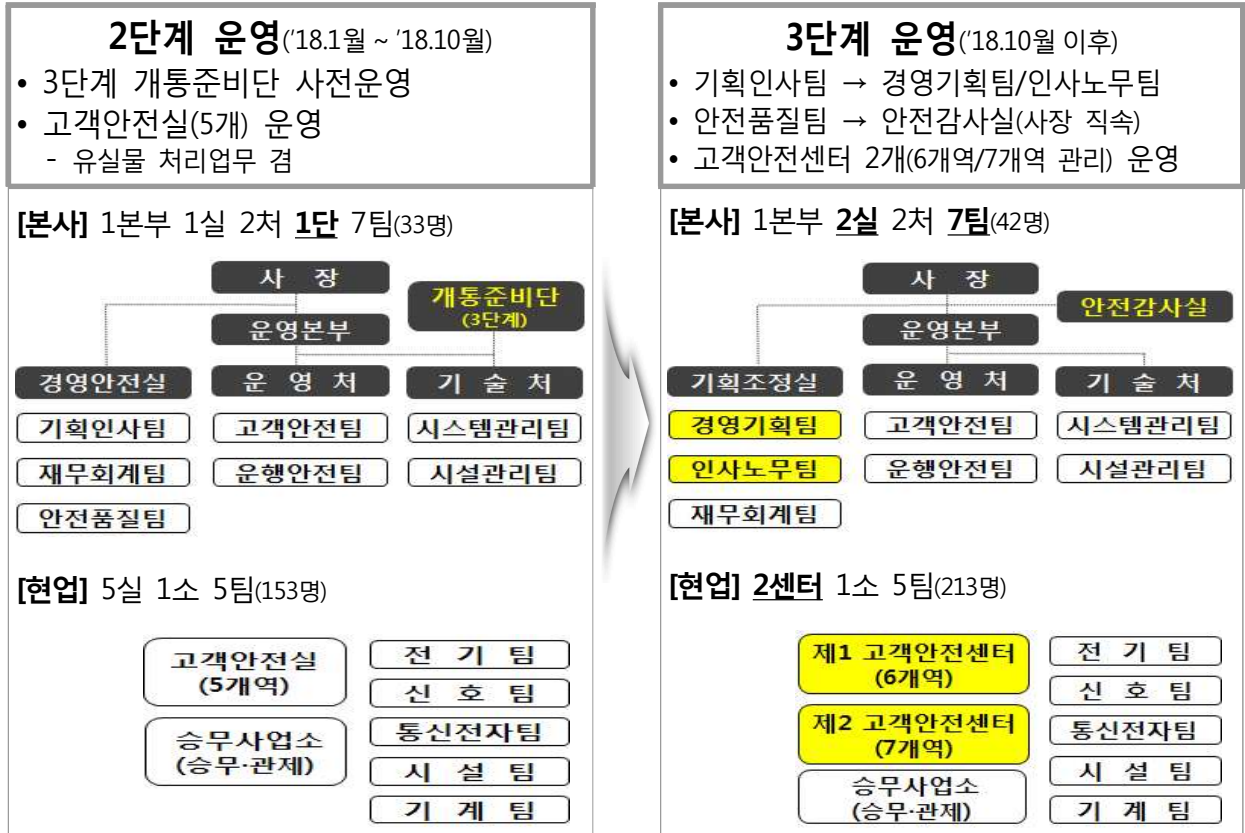 2단계 운영('18.1월 ~ '18.10월)
• 3단계 개통준비단 사전운영
• 고객안전실(5개) 운영
- 유실물 처리업무 겸
[본사] 1본부 1실 2처 1단 7팀(33명)
사 장
개통준비단
(3단계)
운영본부
경영안전실 운 영 처 기 술 처
기획인사팀 고객안전팀 시스템관리팀
재무회계팀 운행안전팀 시설관리팀
안전품질팀
[현업] 5실 1소 5팀(153명)
고객안전실
(5개역)
승무사업소
(승무·관제)
전 기 팀
신 호 팀
통신전자팀
시 설 팀
기 계 팀
3단계 운영('18.10월 이후)
• 기획인사팀 → 경영기획팀/인사노무팀
• 안전품질팀 → 안전감사실(사장 직속)
• 고객안전센터 2개(6개역/7개역 관리) 운영
[본사] 1본부 2실 2처 7팀(42명)
사 장
안전감사실
운영본부
기획조정실 운 영 처 기 술 처
경영기획팀 고객안전팀 시스템관리팀
인사노무팀 운행안전팀 시설관리팀
재무회계팀
[현업] 2센터 1소 5팀(213명)
제1 고객안전센터
(6개역)
제2 고객안전센터
(7개역)
승무사업소
(승무·관제)
전 기 팀
신 호 팀
통신전자팀
시 설 팀
기 계 팀